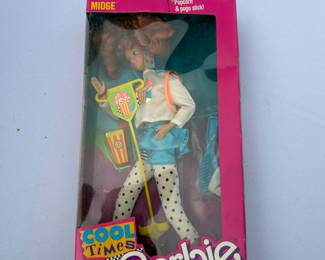 MIDGE
Popcorn
& pogo stick!
COOL
Times
Barbie